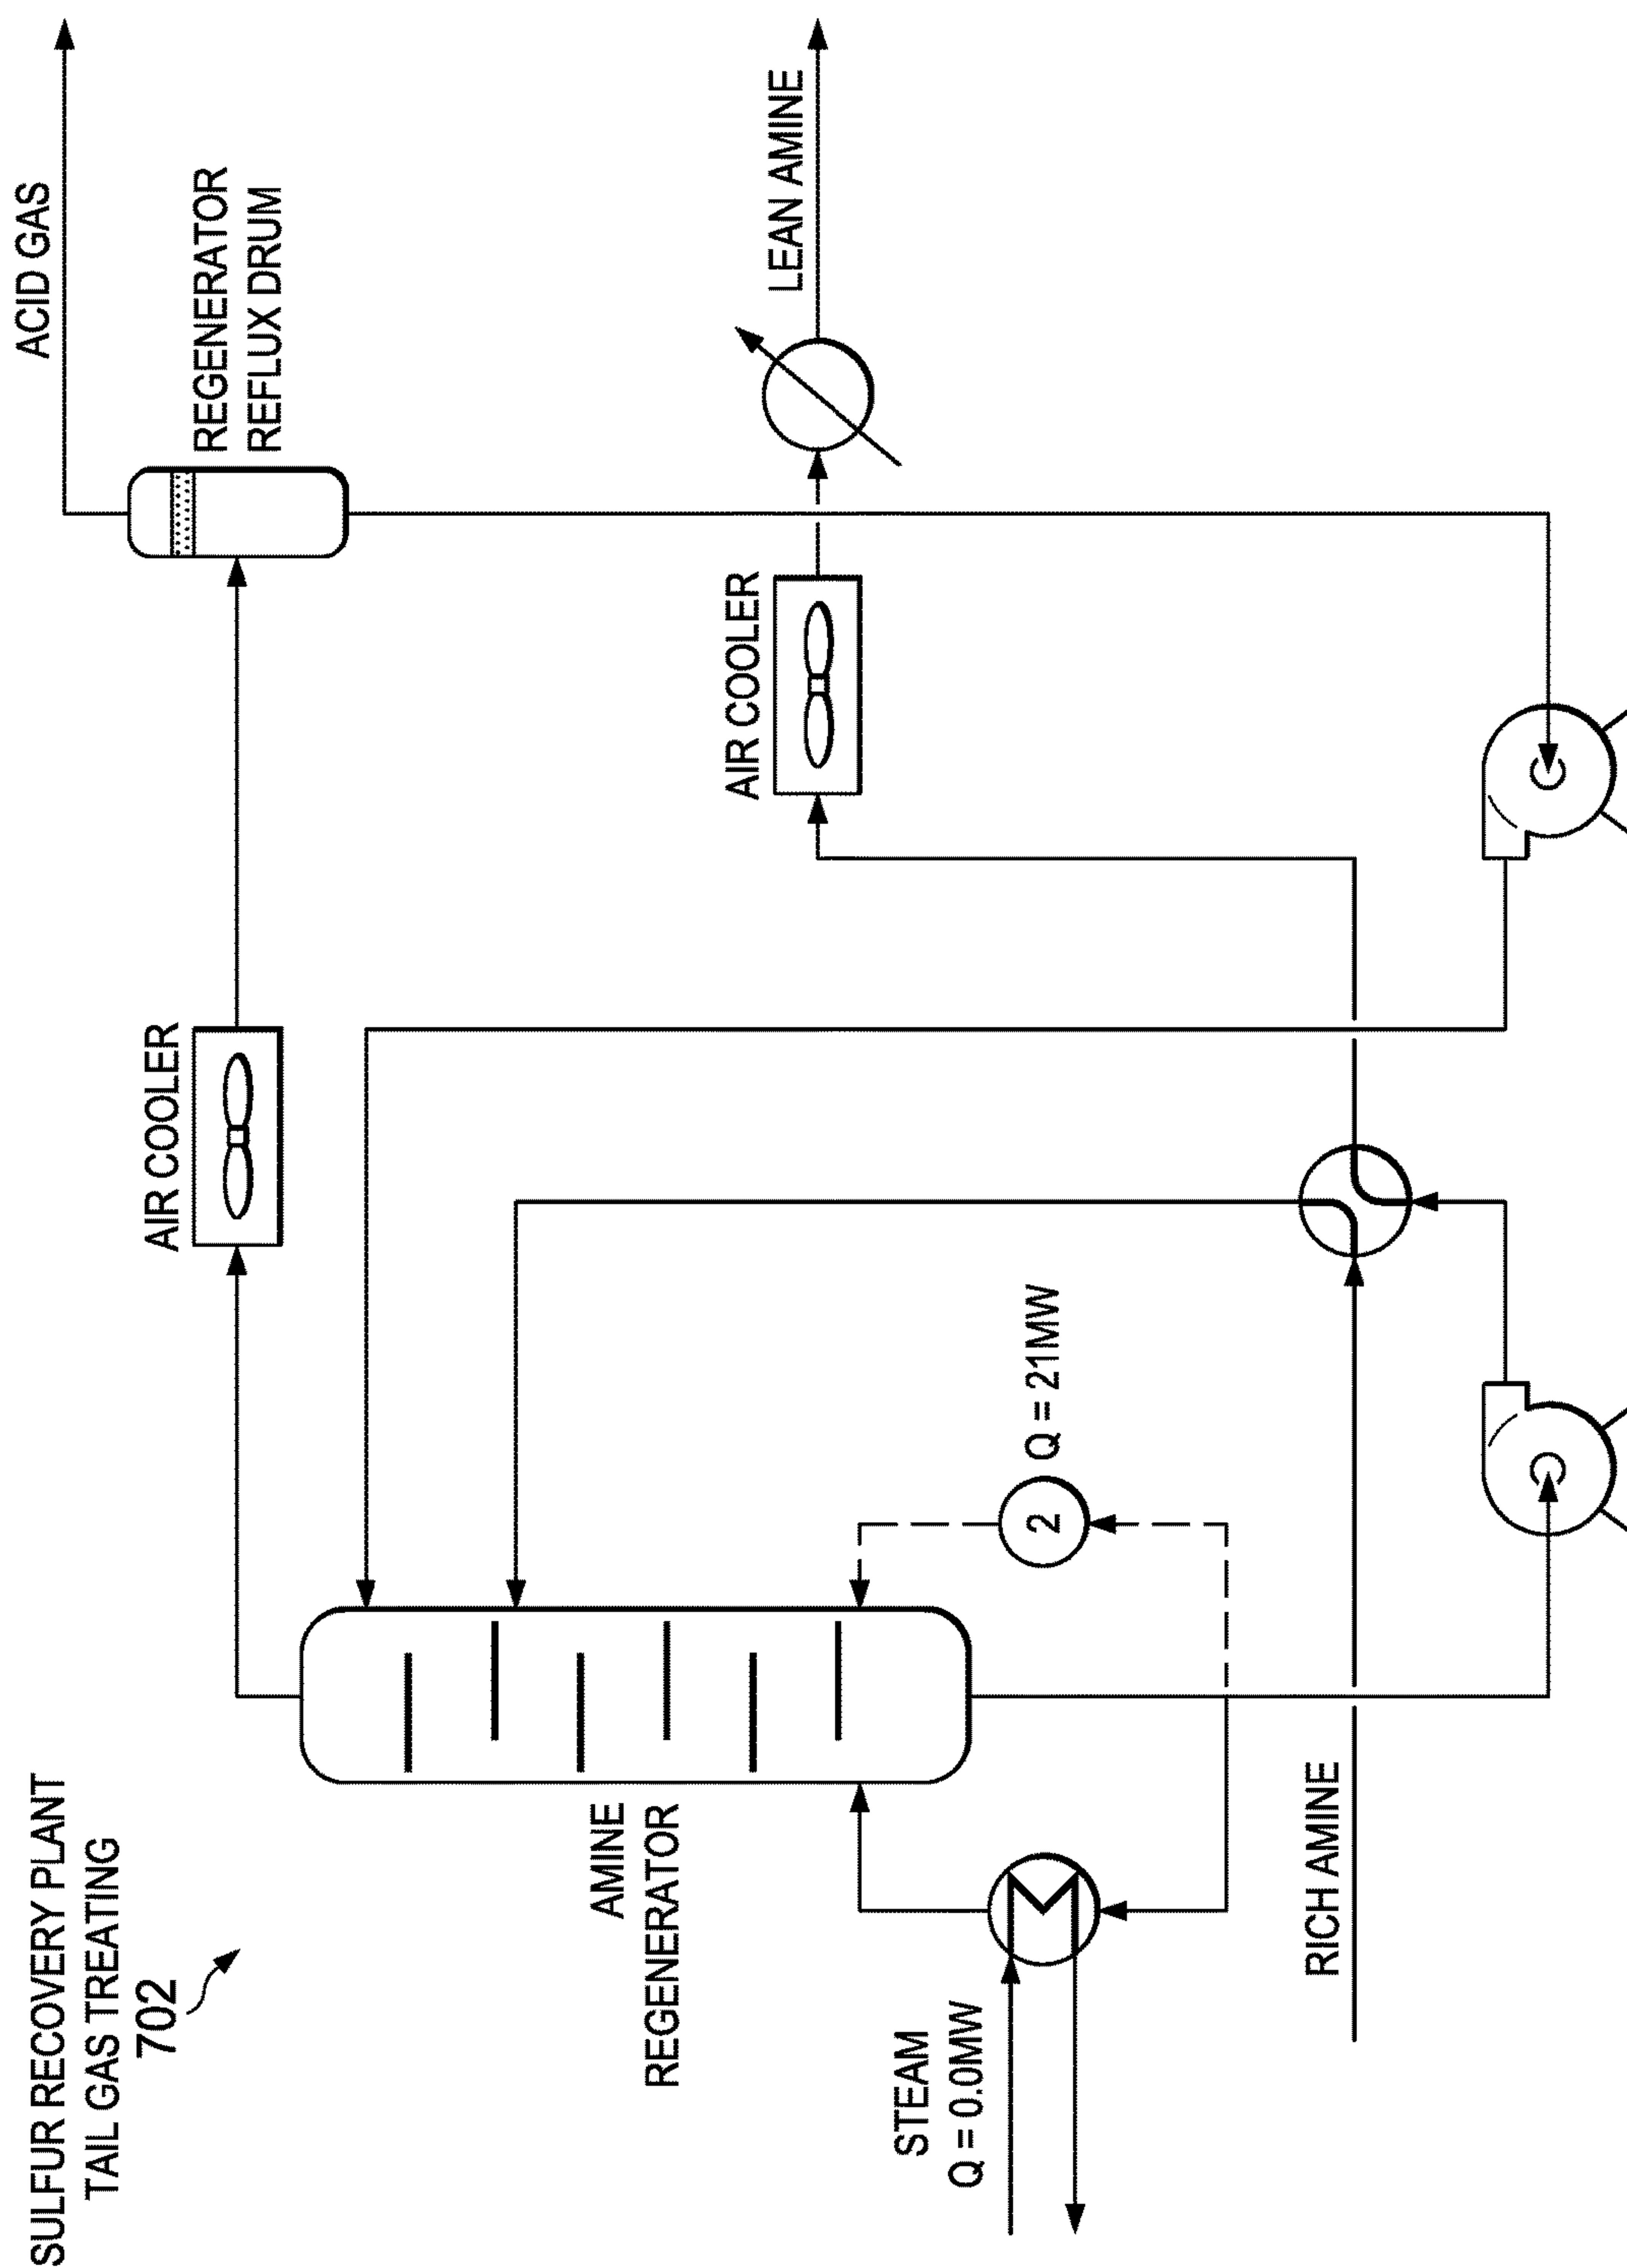 SULFUR RECOVERY PLANT
TAIL GAS TREATING
702
ACID GAS
REGENERATOR
REFLUX DRUM
AIR COOLER
AIR COOLER
LEAN AMINE
AMINE
REGENERATOR
2
Q = 21MW
STEAM
Q = 0.0MW
RICH AMINE